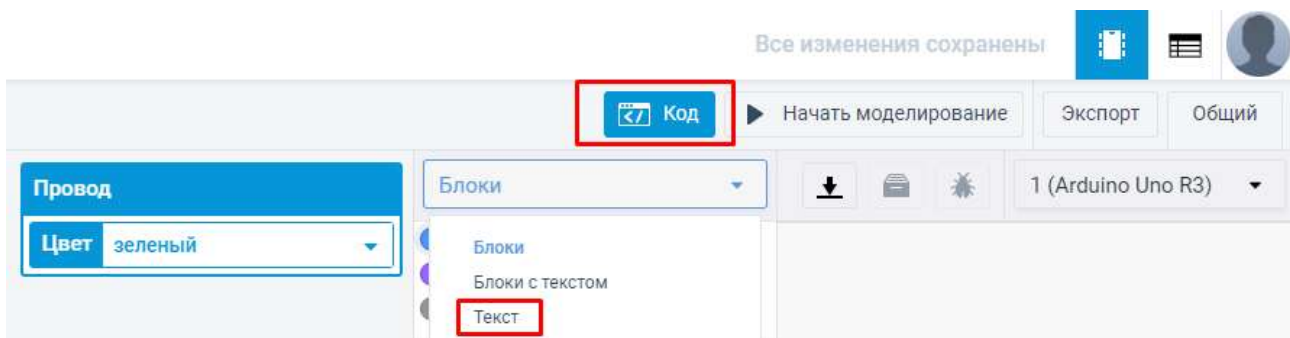 Все изменения сохранены
Код
Начать моделирование
Экспорт
Общий
Провод
Блоки
1 (Arduino Uno R3)
Цвет зеленый
Блоки
Блоки с текстом
Текст